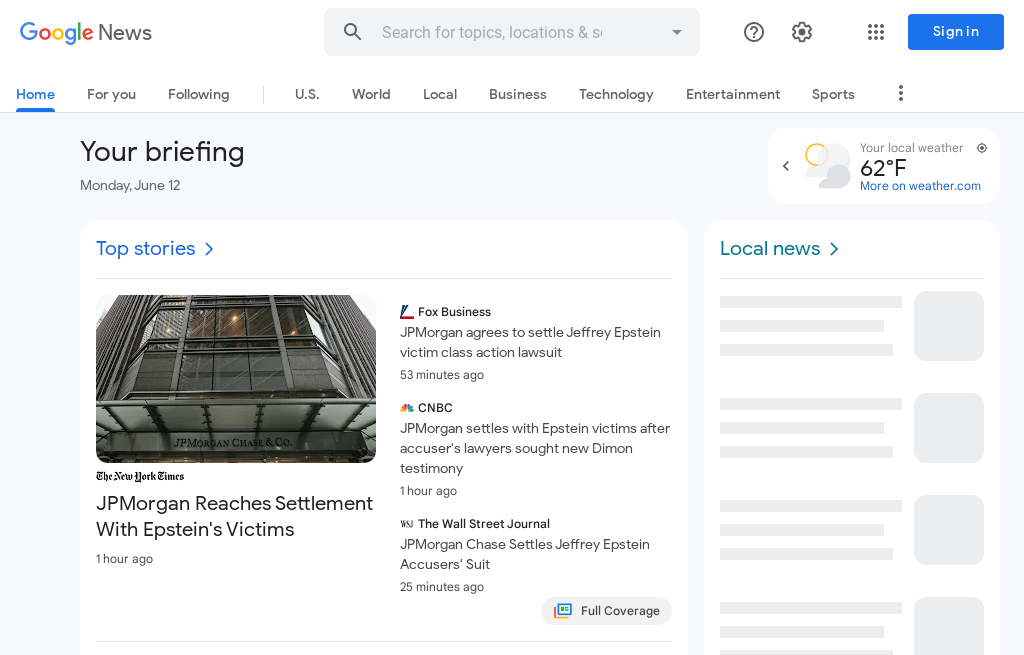 Google News
Search for topics, locations & s
Sign in
Home
For you
Following
U.S.
World
Local
Business
Technology
Entertainment
Sports
Your briefing
Monday, June 12
Your local weather
62°F
More on weather.com
Top stories
Local news
JPMORGAN CHASE & CO.
The New York Times
JPMorgan Reaches Settlement
With Epstein's Victims
1 hour ago
Fox Business
JPMorgan agrees to settle Jeffrey Epstein
victim class action lawsuit
53 minutes ago
CNBC
JPMorgan settles with Epstein victims after
accuser's lawyers sought new Dimon
testimony
1 hour ago
WSJ The Wall Street Journal
JPMorgan Chase Settles Jeffrey Epstein
Accusers' Suit
25 minutes ago
Full Coverage